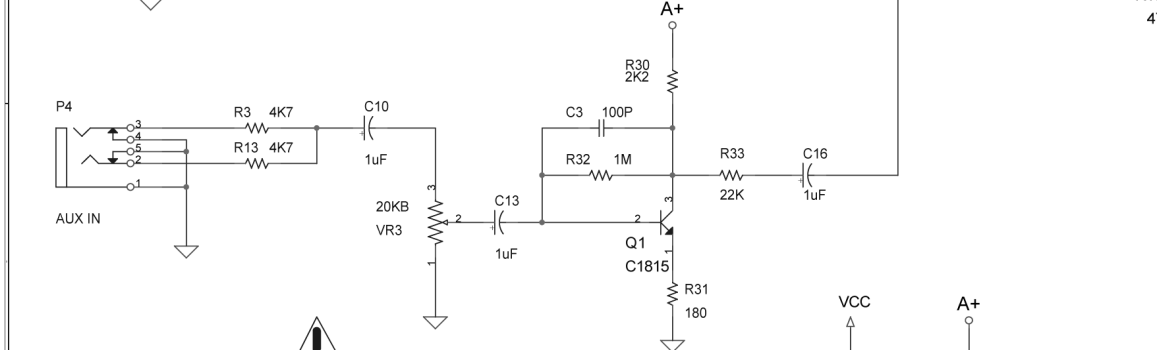 A+
4
R30
2K2
P4
R3 4K7
C10
C3 100P
3
4
5
2
1
R13 4K7
1uF
R32 1M
R33
C16
22K
1uF
AUX IN
3
20KB
VR3
2
1
C13
1uF
2
3
1
Q1
C1815
R31
180
VCC
A+